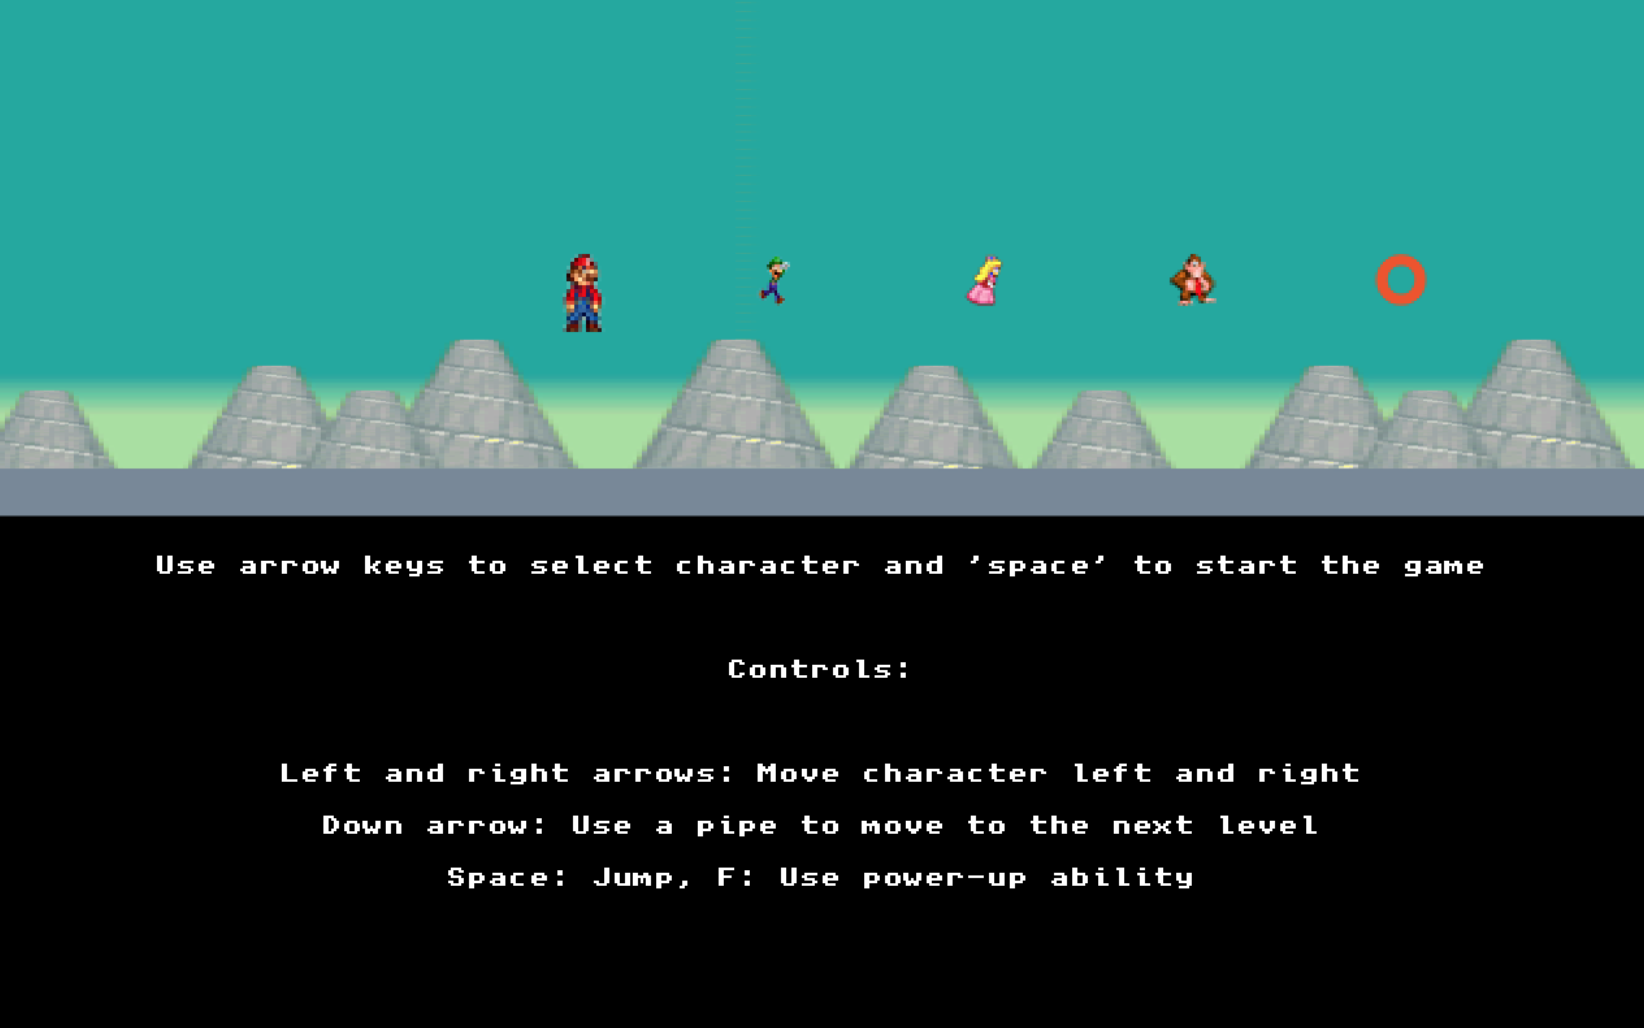 Use arrow keys to select character and 'space' to start the game
Controls:
Left and right arrows: Move character left and right
Down arrow: Use a pipe to move to the next level
Space: Jump, F: Use power-up ability